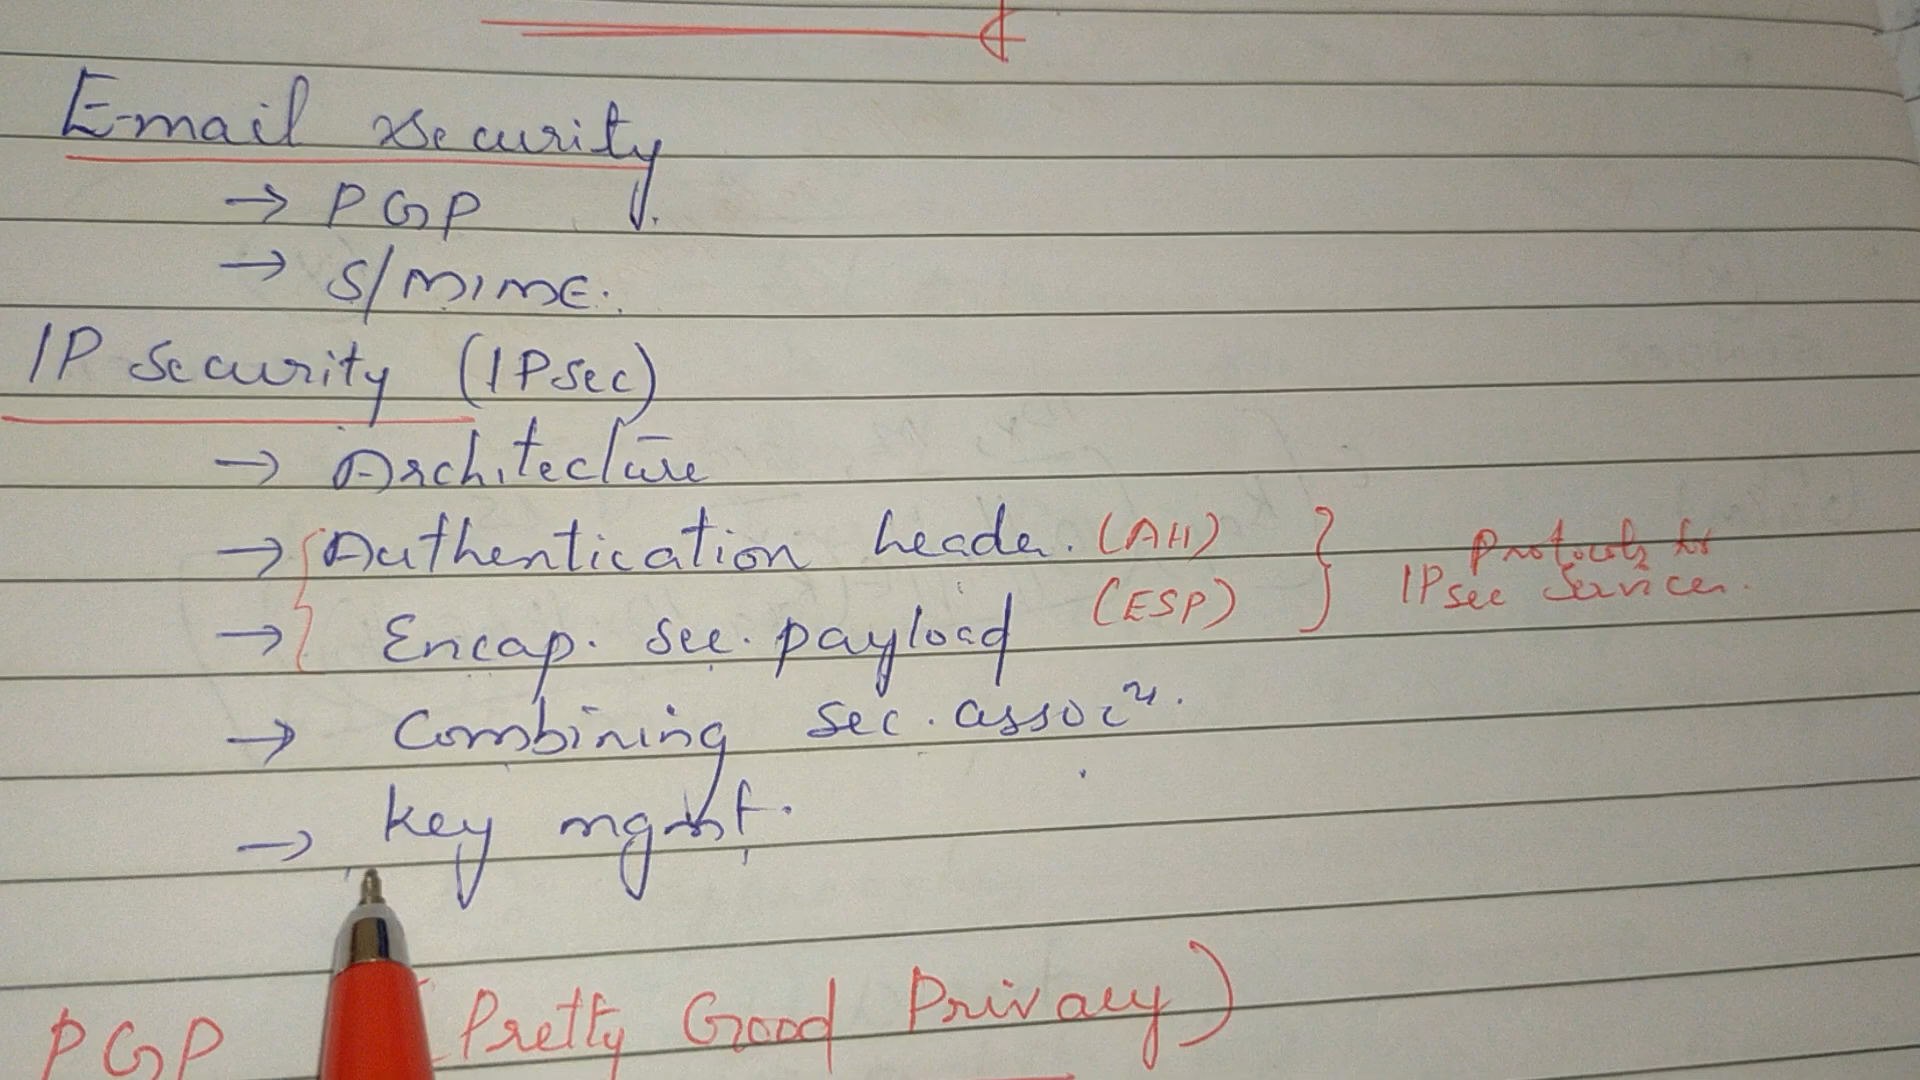 E-mail Security
→ PGP
→ S/MIME.
IP Security (IPsec)
→ Architecture
→ Authentication header. (AH) } Protocols for
→ Encap. sec. payload (ESP) IPsec Services.
→ Combining sec. assocn.
→ Key mgmt.
PGP (Pretty Good Privacy)